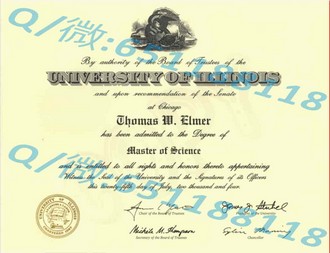 By authority of the Board of Trustees of the
UNIVERSITY OF ILLINOIS
and upon recommendation of the Senate
at Chicago
Thomas W. Elmer
has been admitted to the Degree of
Master of Science
and is entitled to all rights and honors thereto appertaining
Witness the Seal of the University and the Signatures of its Officers
this twenty fifth day of July, two thousand and four.
Chair of the Board of Trustees
President of the University
Secretary of the Board of Trustees
Chancellor
Q/微:
Q/微: